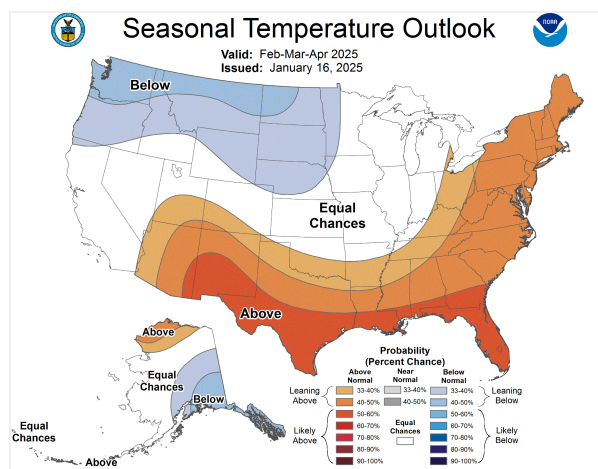 Seasonal Temperature Outlook
Valid: Feb-Mar-Apr 2025
Issued: January 16, 2025
NOAA
Below
Equal
Chances
Above
Above
Equal
Chances
Below
Equal
Chances
Above
Probability
(Percent Chance)
Above Normal
Near Normal
Below Normal
Leaning Above
33-40%
33-40%
33-40%
Leaning Below
40-50%
40-50%
40-50%
Likely Above
50-60%
Equal Chances
50-60%
Likely Below
60-70%
60-70%
70-80%
70-80%
80-90%
80-90%
90-100%
90-100%